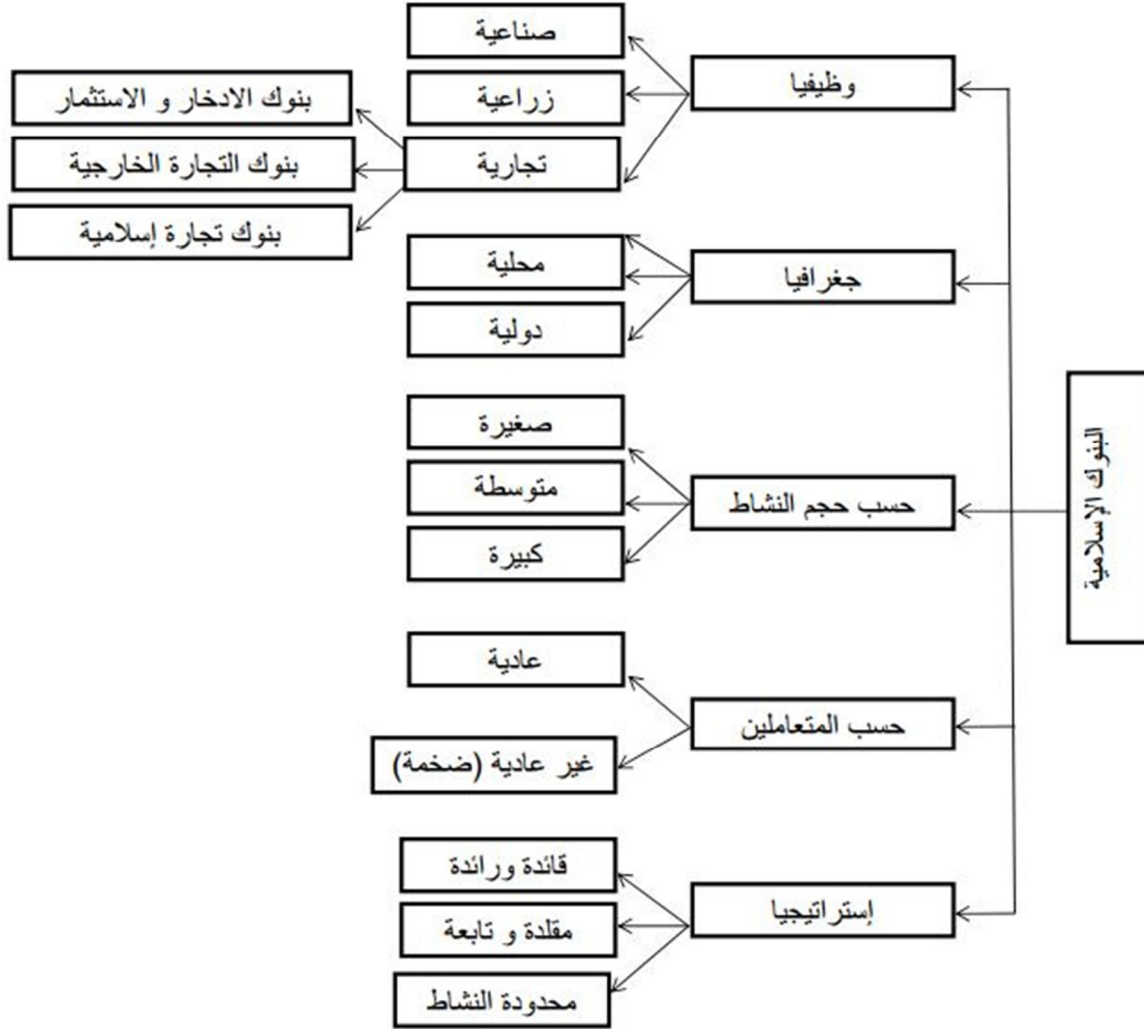 البنوك الإسلامية
وظيفيا
صناعية
زراعية
تجارية
بنوك الادخار و الاستثمار
بنوك التجارة الخارجية
بنوك تجارة إسلامية
جغرافيا
محلية
دولية
حسب حجم النشاط
صغيرة
متوسطة
كبيرة
حسب المتعاملين
عادية
غير عادية (ضخمة)
إستراتيجيا
قائدة ورائدة
مقلدة و تابعة
محدودة النشاط